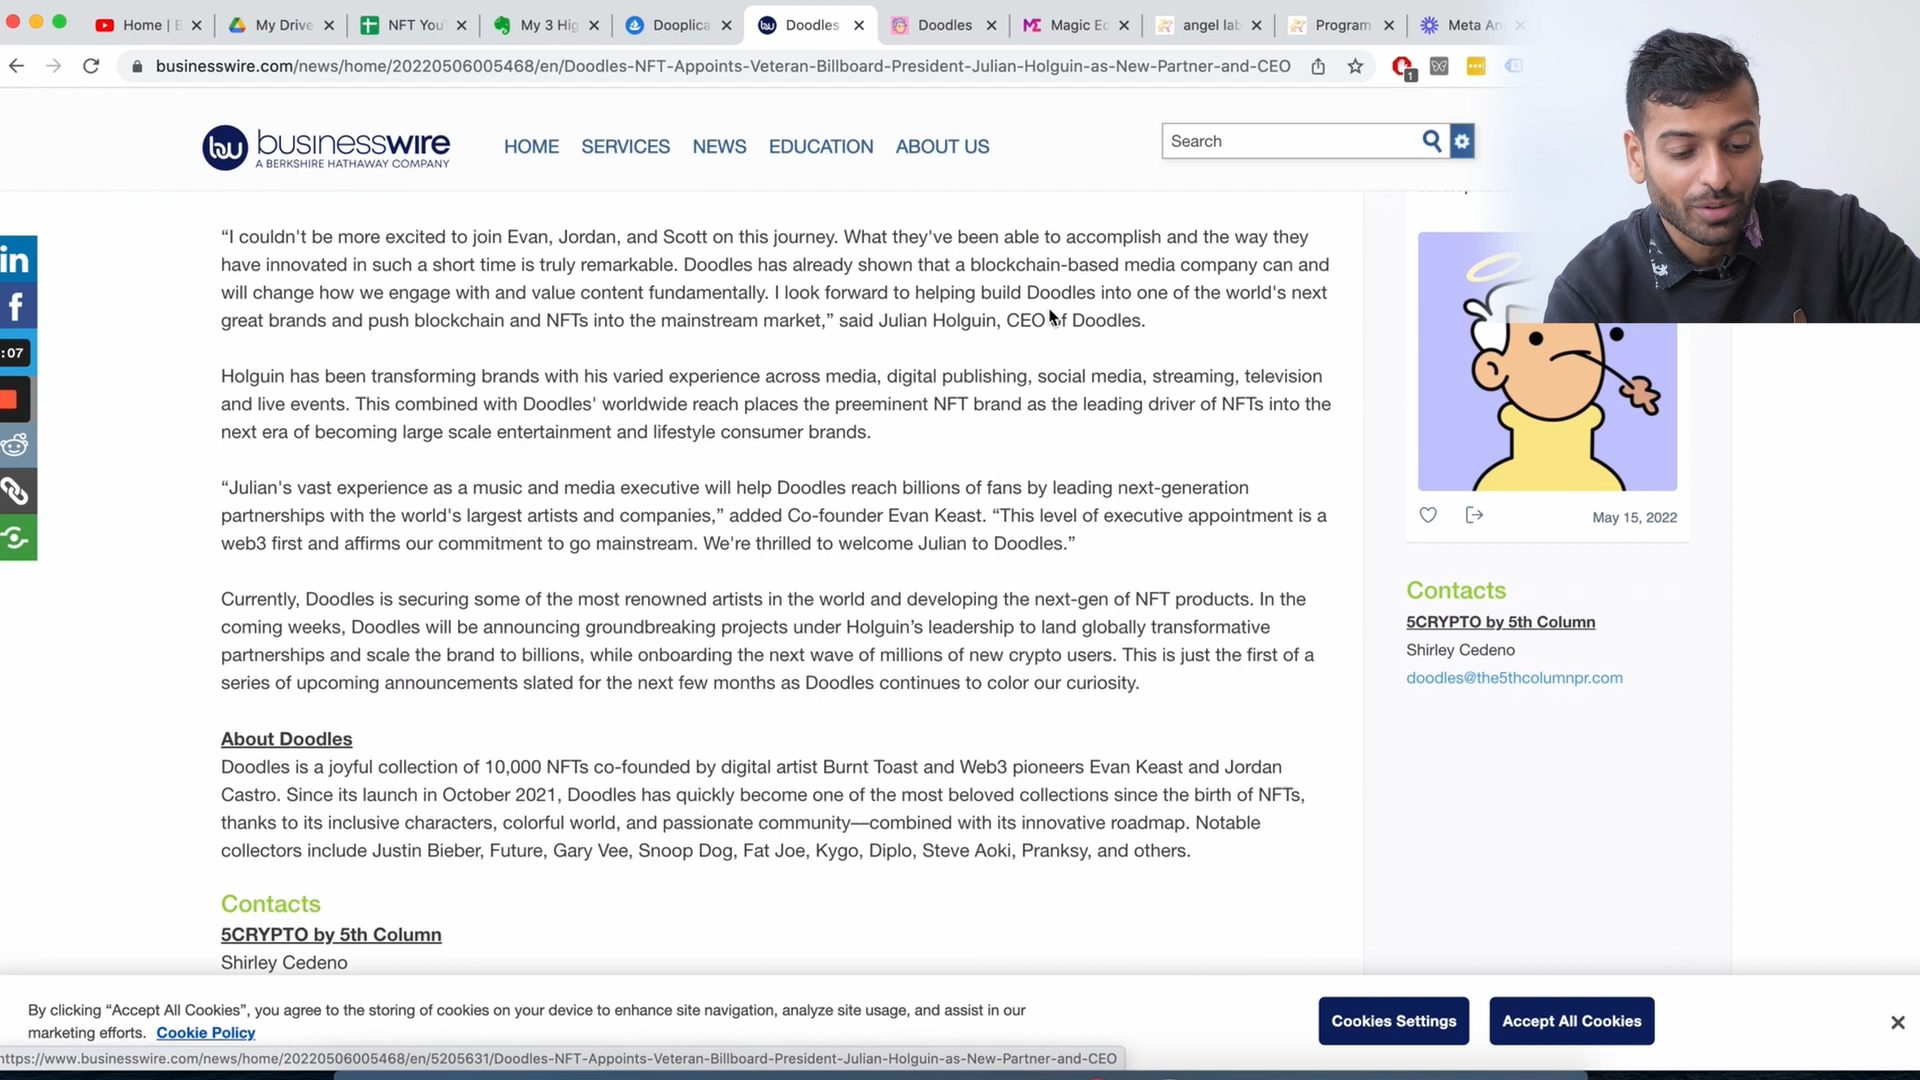 Home | B
My Drive
NFT You
My 3 Hig
Dooplica
Doodles
Doodles
Magic Ed
angel lab
Program
Meta An
businesswire.com/news/home/20220506005468/en/Doodles-NFT-Appoints-Veteran-Billboard-President-Julian-Holguin-as-New-Partner-and-CEO
1
businesswire
A BERKSHIRE HATHAWAY COMPANY
HOME SERVICES NEWS EDUCATION ABOUT US
Search
“I couldn't be more excited to join Evan, Jordan, and Scott on this journey. What they've been able to accomplish and the way they
have innovated in such a short time is truly remarkable. Doodles has already shown that a blockchain-based media company can and
will change how we engage with and value content fundamentally. I look forward to helping build Doodles into one of the world's next
great brands and push blockchain and NFTs into the mainstream market,” said Julian Holguin, CEO of Doodles.
:07
Holguin has been transforming brands with his varied experience across media, digital publishing, social media, streaming, television
and live events. This combined with Doodles' worldwide reach places the preeminent NFT brand as the leading driver of NFTs into the
next era of becoming large scale entertainment and lifestyle consumer brands.
“Julian's vast experience as a music and media executive will help Doodles reach billions of fans by leading next-generation
partnerships with the world's largest artists and companies,” added Co-founder Evan Keast. “This level of executive appointment is a
web3 first and affirms our commitment to go mainstream. We're thrilled to welcome Julian to Doodles.”
May 15, 2022
Currently, Doodles is securing some of the most renowned artists in the world and developing the next-gen of NFT products. In the
coming weeks, Doodles will be announcing groundbreaking projects under Holguin’s leadership to land globally transformative
partnerships and scale the brand to billions, while onboarding the next wave of millions of new crypto users. This is just the first of a
series of upcoming announcements slated for the next few months as Doodles continues to color our curiosity.
Contacts
5CRYPTO by 5th Column
Shirley Cedeno
doodles@the5thcolumnpr.com
About Doodles
Doodles is a joyful collection of 10,000 NFTs co-founded by digital artist Burnt Toast and Web3 pioneers Evan Keast and Jordan
Castro. Since its launch in October 2021, Doodles has quickly become one of the most beloved collections since the birth of NFTs,
thanks to its inclusive characters, colorful world, and passionate community—combined with its innovative roadmap. Notable
collectors include Justin Bieber, Future, Gary Vee, Snoop Dog, Fat Joe, Kygo, Diplo, Steve Aoki, Pranksy, and others.
Contacts
5CRYPTO by 5th Column
Shirley Cedeno
By clicking “Accept All Cookies”, you agree to the storing of cookies on your device to enhance site navigation, analyze site usage, and assist in our
marketing efforts. Cookie Policy
Cookies Settings
Accept All Cookies
https://www.businesswire.com/news/home/20220506005468/en/5205631/Doodles-NFT-Appoints-Veteran-Billboard-President-Julian-Holguin-as-New-Partner-and-CEO